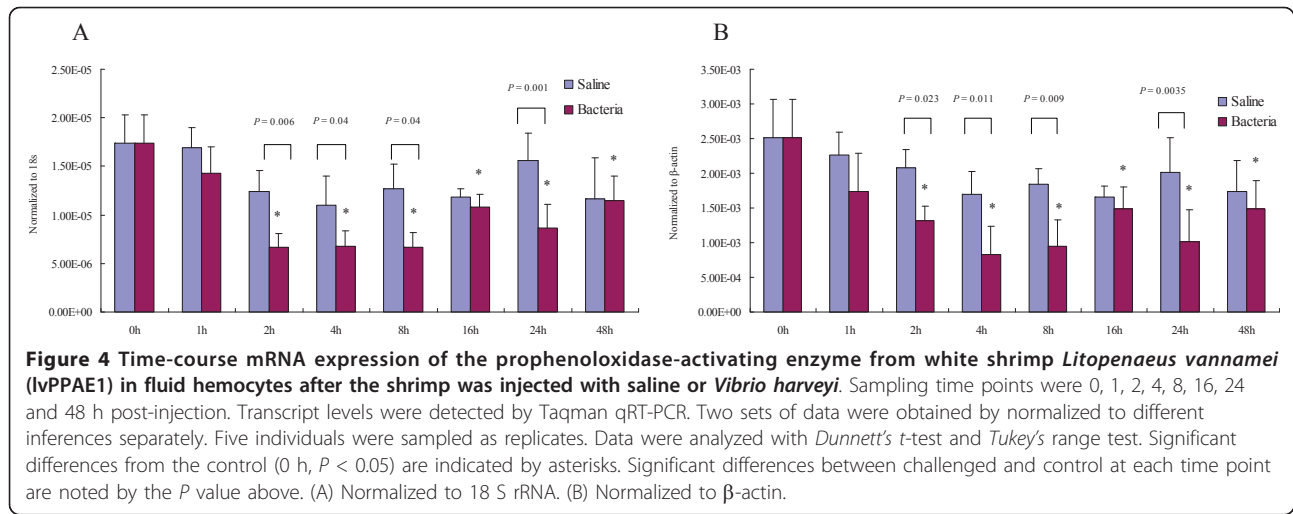 A
2.50E-05
2.00E-05
1.50E-05
1.00E-05
5.00E-06
0.00E+00
Normalized to 18s
Saline
Bacteria
P = 0.006
P = 0.04
P = 0.04
P = 0.001
*
*
*
*
*
*
0h 1h 2h 4h 8h 16h 24h 48h
B
3.50E-03
3.00E-03
2.50E-03
2.00E-03
1.50E-03
1.00E-03
5.00E-04
0.00E+00
Normalized to β-actin
Saline
Bacteria
P = 0.023
P = 0.011
P = 0.009
P = 0.0035
*
*
*
*
*
*
0h 1h 2h 4h 8h 16h 24h 48h
Figure 4 Time-course mRNA expression of the prophenoloxidase-activating enzyme from white shrimp Litopenaeus vannamei
(lvPPAE1) in fluid hemocytes after the shrimp was injected with saline or Vibrio harveyi. Sampling time points were 0, 1, 2, 4, 8, 16, 24
and 48 h post-injection. Transcript levels were detected by Taqman qRT-PCR. Two sets of data were obtained by normalized to different
inferences separately. Five individuals were sampled as replicates. Data were analyzed with Dunnett's t-test and Tukey's range test. Significant
differences from the control (0 h, P < 0.05) are indicated by asterisks. Significant differences between challenged and control at each time point
are noted by the P value above. (A) Normalized to 18 S rRNA. (B) Normalized to β-actin.